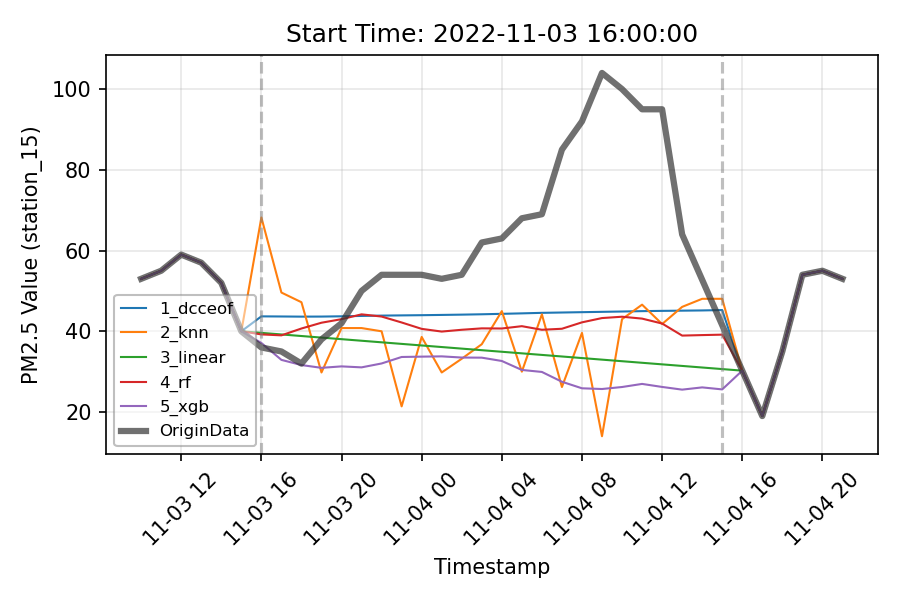 Start Time: 2022-11-03 16:00:00
PM2.5 Value (station_15)
100
80
60
40
20
1_dcceof
2_knn
3_linear
4_rf
5_xgb
OriginData
11-03 12
11-03 16
11-03 20
11-04 00
11-04 04
11-04 08
11-04 12
11-04 16
11-04 20
Timestamp